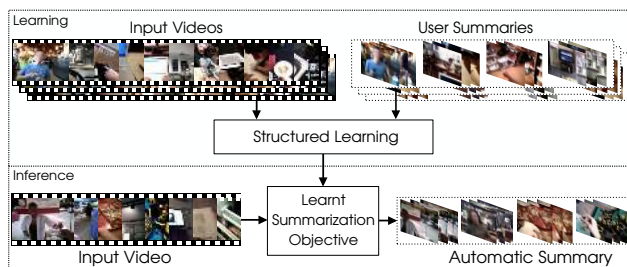 Learning
Input Videos
User Summaries
Structured Learning
Inference
Learnt
Summarization
Objective
Input Video
Automatic Summary